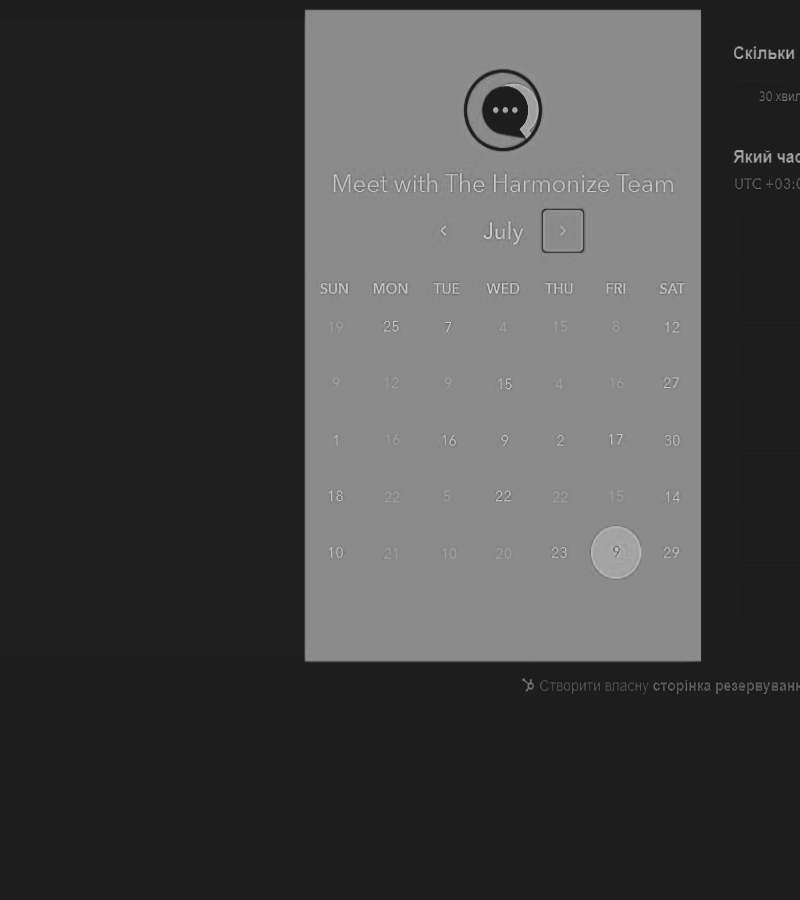 Скільки
30 хвил
Який час
UTC +03:0
Meet with The Harmonize Team
July
SUN MON TUE WED THU FRI SAT
19 25 7 4 15 8 12
9 12 9 15 4 16 27
1 16 16 9 2 17 30
18 22 5 22 22 15 14
10 21 10 20 23 9 29
Створити власну сторінка резервуванн